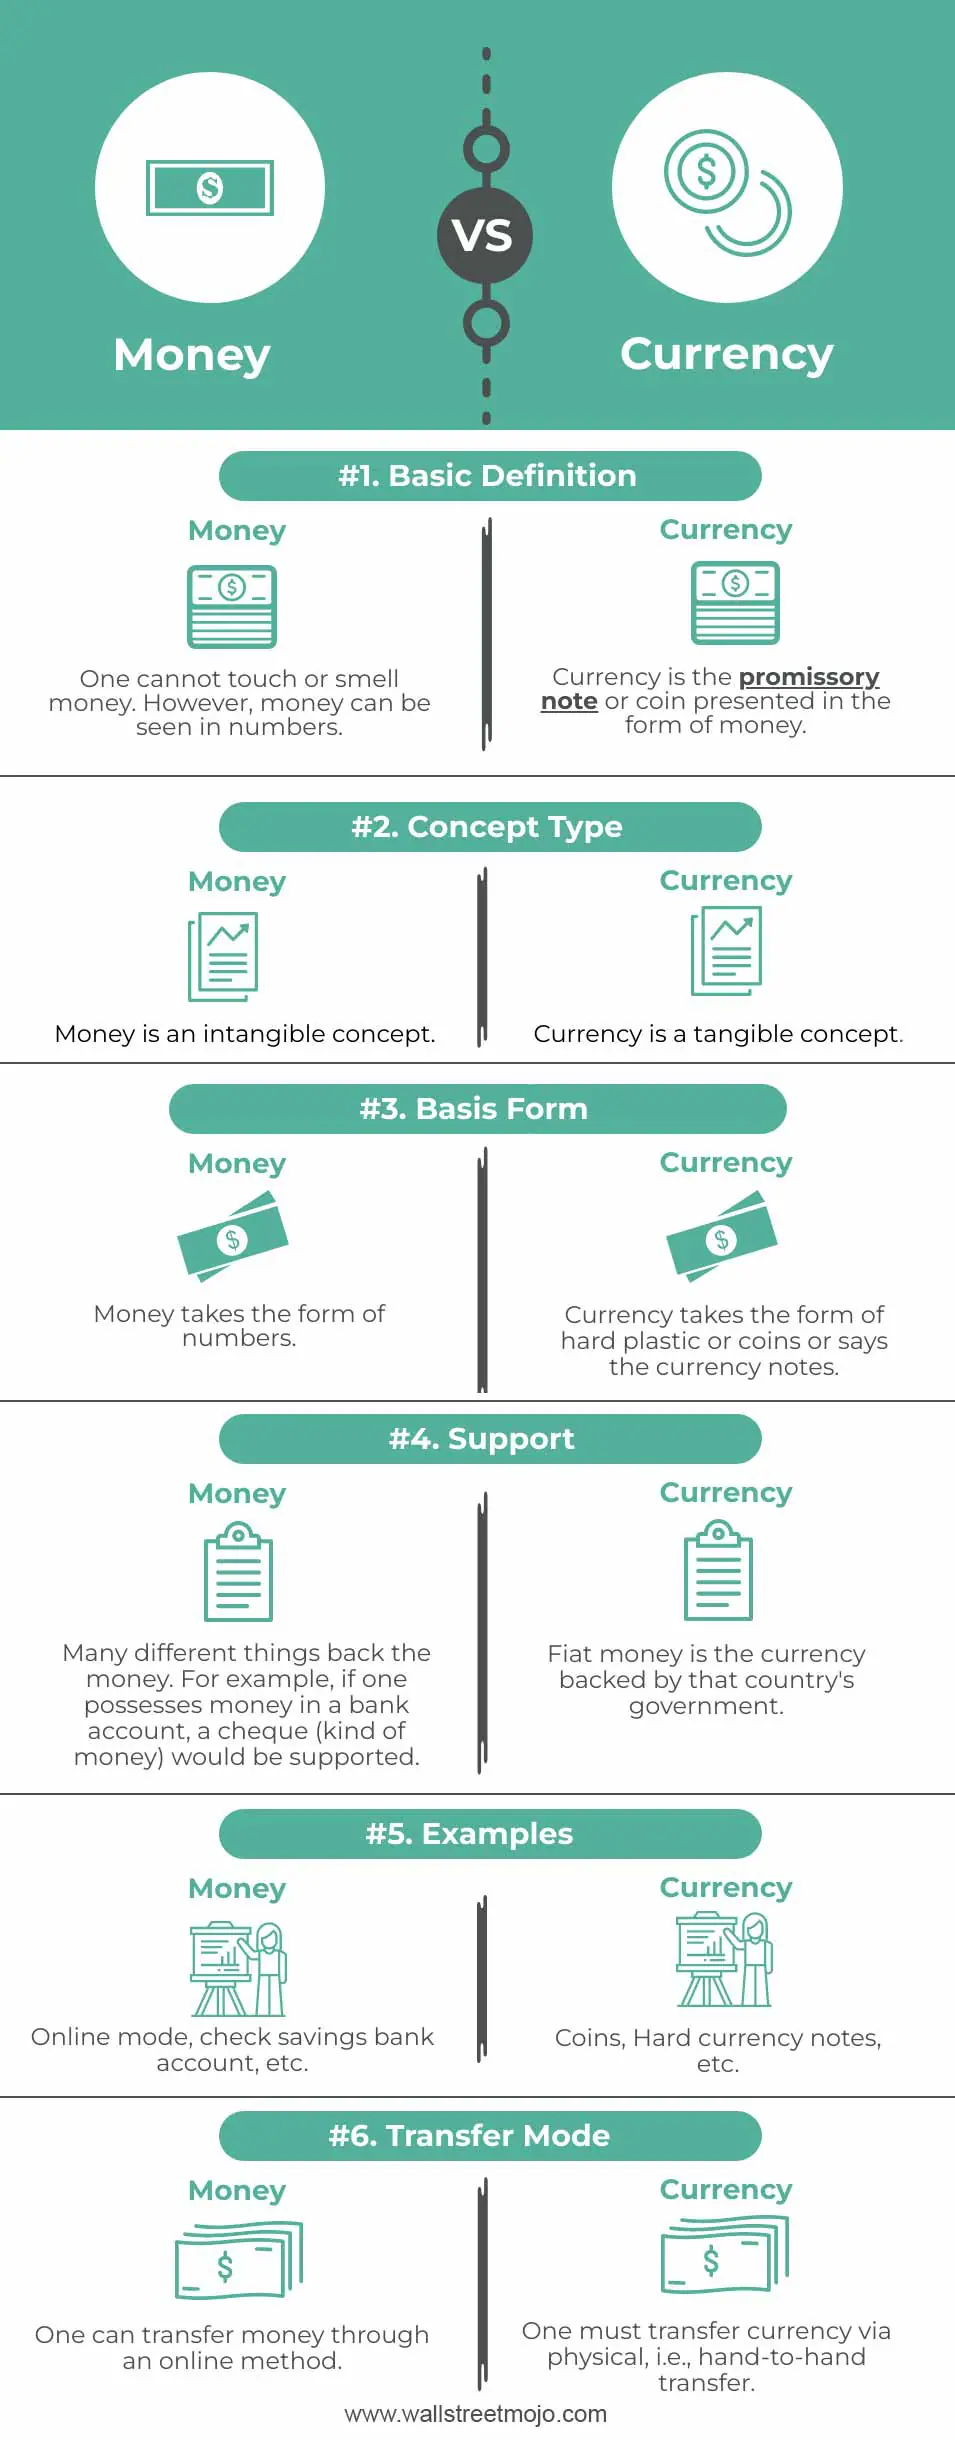 VS
Money
Currency
#1. Basic Definition
Money
Currency
$
$
One cannot touch or smell
money. However, money can be
seen in numbers.
Currency is the promissory
note or coin presented in the
form of money.
#2. Concept Type
Money
Currency
Money is an intangible concept.
Currency is a tangible concept.
#3. Basis Form
Money
Currency
$
$
Money takes the form of
numbers.
Currency takes the form of
hard plastic or coins or says
the currency notes.
#4. Support
Money
Currency
Many different things back the
money. For example, if one
possesses money in a bank
account, a cheque (kind of
money) would be supported.
Fiat money is the currency
backed by that country's
government.
#5. Examples
Money
Currency
Online mode, check savings bank
account, etc.
Coins, Hard currency notes,
etc.
#6. Transfer Mode
Money
Currency
$
$
One can transfer money through
an online method.
One must transfer currency via
physical, i.e., hand-to-hand
transfer.
www.wallstreetmojo.com